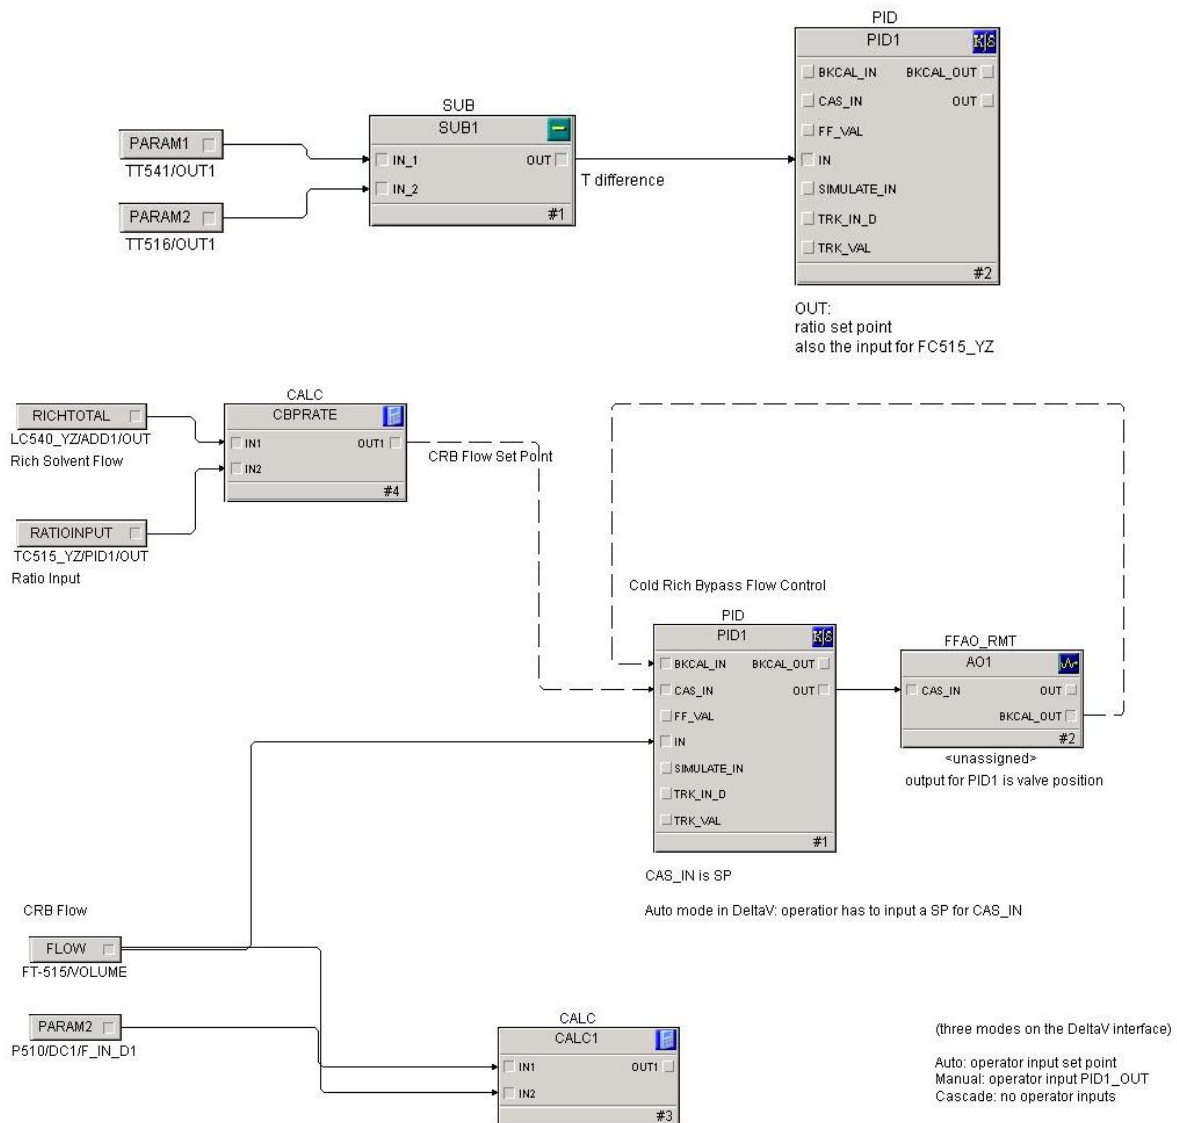 PID
PID1
BKCAL_IN BKCAL_OUT
CAS_IN OUT
FF_VAL
IN
SIMULATE_IN
TRK_IN_D
TRK_VAL
#2
SUB
SUB1
IN_1 OUT
IN_2
#1
PARAM1
TT541/OUT1
PARAM2
TT516/OUT1
T difference
OUT:
ratio set point
also the input for FC515_YZ
CALC
CBPRATE
IN1 OUT1
IN2
#4
RICHTOTAL
LC540_YZ/ADD1/OUT
Rich Solvent Flow
RATIOINPUT
TC515_YZ/PID1/OUT
Ratio Input
CRB Flow Set Point
Cold Rich Bypass Flow Control
PID
PID1
BKCAL_IN BKCAL_OUT
CAS_IN OUT
FF_VAL
IN
SIMULATE_IN
TRK_IN_D
TRK_VAL
#1
FFAO_RMT
AO1
CAS_IN OUT
BKCAL_OUT
#2
<unassigned>
output for PID1 is valve position
CAS_IN is SP
Auto mode in DeltaV: operatior has to input a SP for CAS_IN
CRB Flow
FLOW
FT-515/VOLUME
PARAM2
P510/DC1/F_IN_D1
CALC
CALC1
IN1 OUT1
IN2
#3
(three modes on the DeltaV interface)
Auto: operator input set point
Manual: operator input PID1_OUT
Cascade: no operator inputs